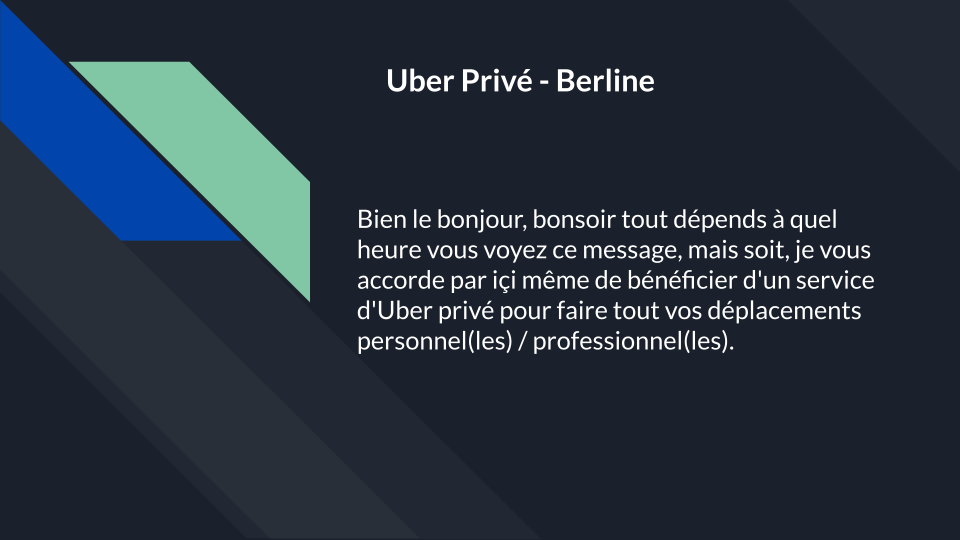 Uber Privé - Berline
Bien le bonjour, bonsoir tout dépends à quel
heure vous voyez ce message, mais soit, je vous
accorde par içi même de bénéficier d'un service
d'Uber privé pour faire tout vos déplacements
personnel(les) / professionnel(les).